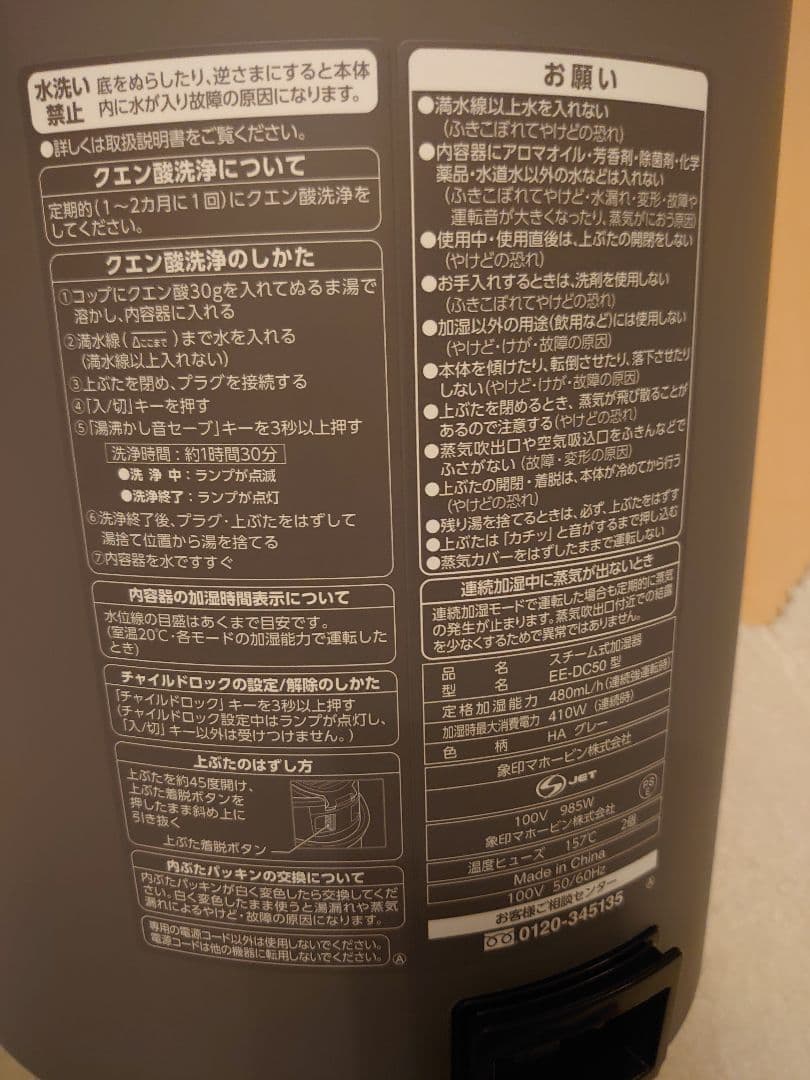 水洗い
禁止
底をぬらしたり、逆さまにすると本体
内に水が入り故障の原因になります。
●詳しくは取扱説明書をご覧ください。
クエン酸洗浄について
定期的(1～2カ月に1回)にクエン酸洗浄を
してください。
クエン酸洗浄のしかた
①コップにクエン酸30gを入れてぬるま湯で
溶かし、内容器に入れる
②満水線(△ここまで)まで水を入れる
(満水線以上入れない)
③上ぶたを閉め、プラグを接続する
④「入/切」キーを押す
⑤「湯沸かし音セーブ」キーを3秒以上押す
洗浄時間:約1時間30分
●洗浄中:ランプが点滅
●洗浄終了:ランプが点灯
⑥洗浄終了後、プラグ・上ぶたをはずして
湯捨て位置から湯を捨てる
⑦内容器を水ですすぐ
内容器の加湿時間表示について
水位線の目盛はあくまで目安です。
(室温20℃・各モードの加湿能力で運転した
とき)
チャイルドロックの設定/解除のしかた
「チャイルドロック」キーを3秒以上押す
(チャイルドロック設定中はランプが点灯し、
「入/切」キー以外は受けつけません。)
上ぶたのはずし方
上ぶたを約45度開け、
上ぶた着脱ボタンを
押したまま斜め上に
引き抜く
上ぶた着脱ボタン
内ぶたパッキンの交換について
内ぶたパッキンが白く変色したら交換してくだ
さい。白く変色したまま使うと湯漏れや蒸気
漏れによるやけど・故障の原因になります。
専用の電源コード以外は使用しないでください。
電源コードは他の機器に転用しないでください。
Ⓐ
お願い
●満水線以上水を入れない
(ふきこぼれてやけどの恐れ)
●内容器にアロマオイル・芳香剤・除菌剤・化学
薬品・水道水以外の水などは入れない
(ふきこぼれてやけど・水漏れ・変形・故障や
運転音が大きくなったり、蒸気がにおう原因)
●使用中・使用直後は、上ぶたの開閉をしない
(やけどの恐れ)
●お手入れするときは、洗剤を使用しない
(ふきこぼれてやけどの恐れ)
●加湿以外の用途(飲用など)には使用しない
(やけど・けが・故障の原因)
●本体を傾けたり、転倒させたり、落下させたり
しない(やけど・けが・故障の原因)
●上ぶたを閉めるとき、蒸気が飛び散ることが
あるので注意する(やけどの恐れ)
●蒸気吹出口や空気吸込口をふきんなどで
ふさがない(故障・変形の原因)
●上ぶたの開閉・着脱は、本体が冷めてから行う
(やけどの恐れ)
●残り湯を捨てるときは、必ず、上ぶたをはずす
●上ぶたは「カチッ」と音がするまで押し込む
●蒸気カバーをはずしたままで運転しない
連続加湿中に蒸気が出ないとき
連続加湿モードで運転した場合も定期的に蒸気
の発生が止まります。蒸気吹出口付近での結露
を少なくするためで異常ではありません。
品名 スチーム式加湿器
型名 EE-DC50型
定格加湿能力 480mL/h(連続強運転時)
加湿時最大消費電力 410W(連続時)
色柄 HA グレー
象印マホービン株式会社
S JET
PSE
100V 985W
象印マホービン株式会社
温度ヒューズ 157℃ 2個
Made in China
100V 50/60Hz
お客様ご相談センター
0120-345135
Ⓐ